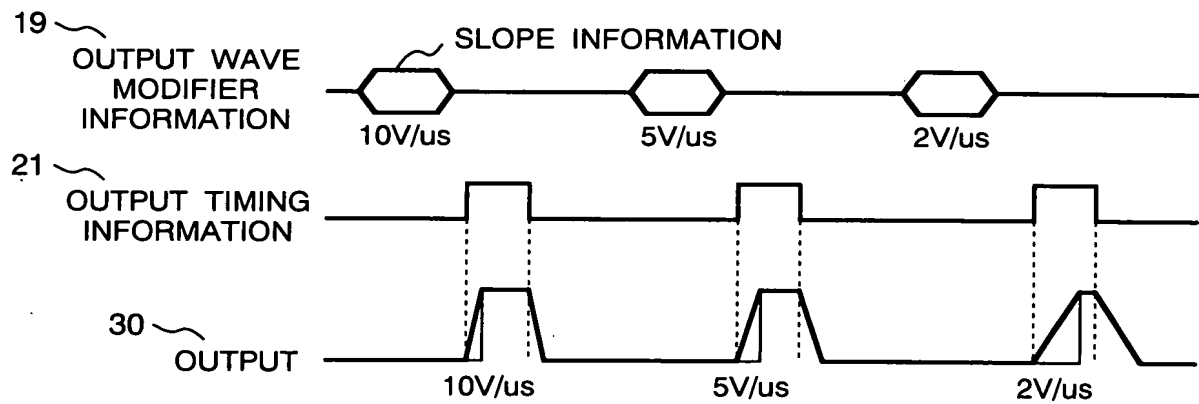 19
OUTPUT WAVE
MODIFIER
INFORMATION
SLOPE INFORMATION
10V/us 5V/us 2V/us
21
OUTPUT TIMING
INFORMATION
30
OUTPUT
10V/us 5V/us 2V/us